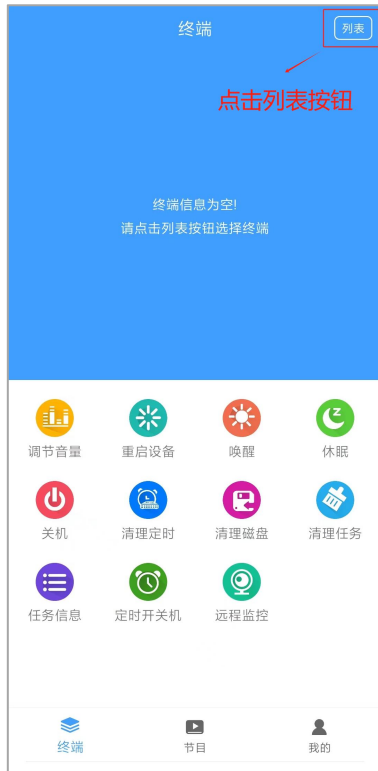 终端
列表
点击列表按钮
终端信息为空!
请点击列表按钮选择终端
调节音量
重启设备
唤醒
休眠
关机
清理定时
清理磁盘
清理任务
任务信息
定时开关机
远程监控
终端
节目
我的